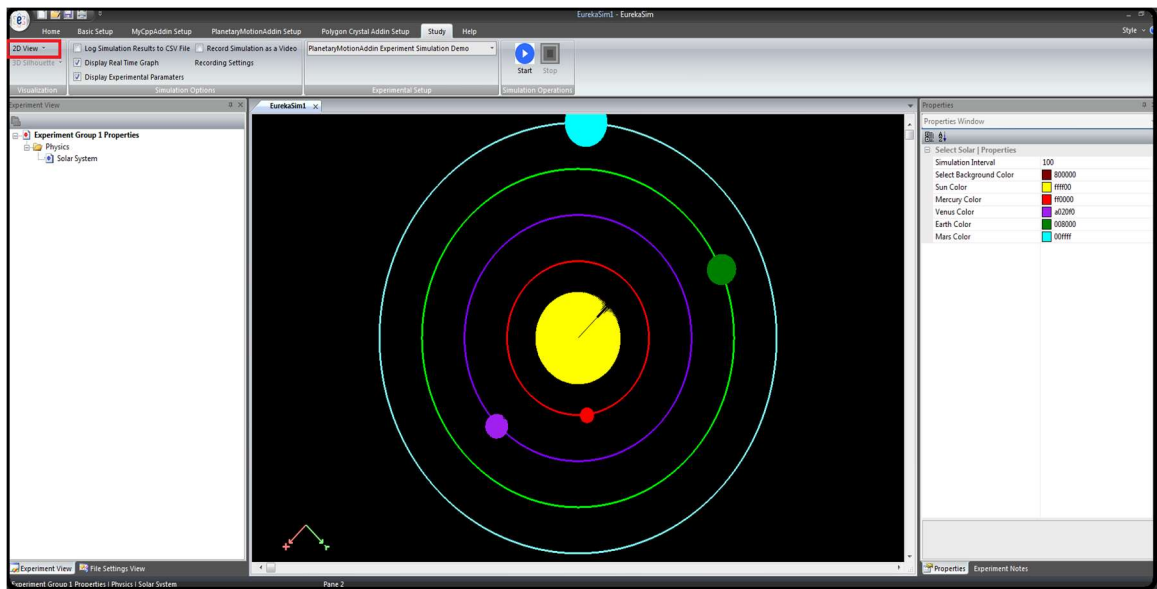 EurekaSim1 - EurekaSim
Home Basic Setup MyCppAddin Setup PlanetaryMotionAddin Setup Polygon Crystal Addin Setup Study Help Style
2D View Log Simulation Results to CSV File Record Simulation as a Video PlanetaryMotionAddin Experiment Simulation Demo
3D Silhouette Display Real Time Graph Recording Settings
Display Experimental Paramaters
Start Stop
Visualization Simulation Options Experimental Setup Simulation Operations
Experiment View
EurekaSim1
Properties
Experiment Group 1 Properties
Physics
Solar System
Properties Window
Select Solar | Properties
Simulation Interval 100
Select Background Color 800000
Sun Color ffff00
Mercury Color ff0000
Venus Color a020f0
Earth Color 008000
Mars Color 00ffff
Experiment View File Settings View
Properties Experiment Notes
Experiment Group 1 Properties | Physics | Solar System Pane 2